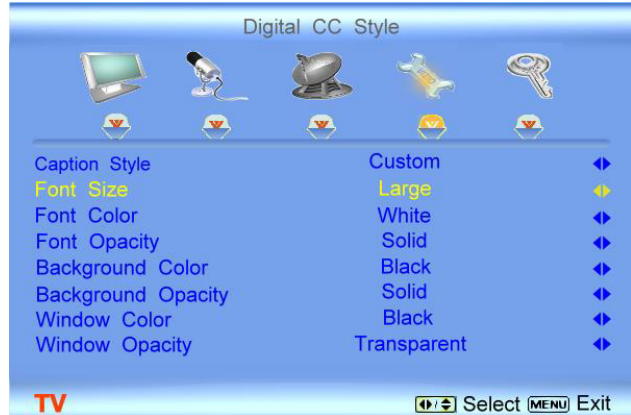 Digital CC Style
Caption Style Custom
Font Size Large
Font Color White
Font Opacity Solid
Background Color Black
Background Opacity Solid
Window Color Black
Window Opacity Transparent
TV Select MENU Exit